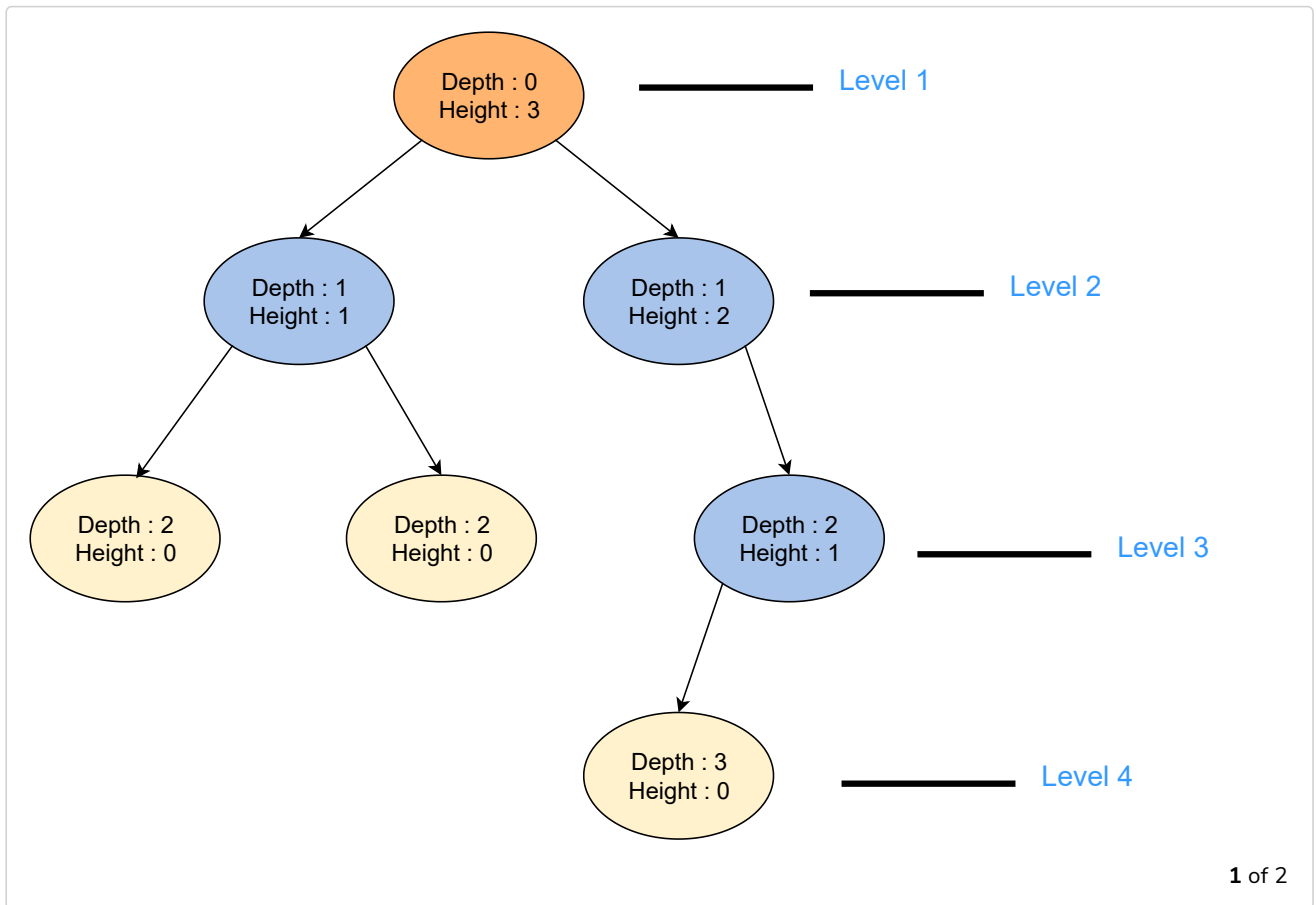 Depth : 0
Height : 3
Level 1
Depth : 1
Height : 1
Depth : 1
Height : 2
Level 2
Depth : 2
Height : 0
Depth : 2
Height : 0
Depth : 2
Height : 1
Level 3
Depth : 3
Height : 0
Level 4
1 of 2